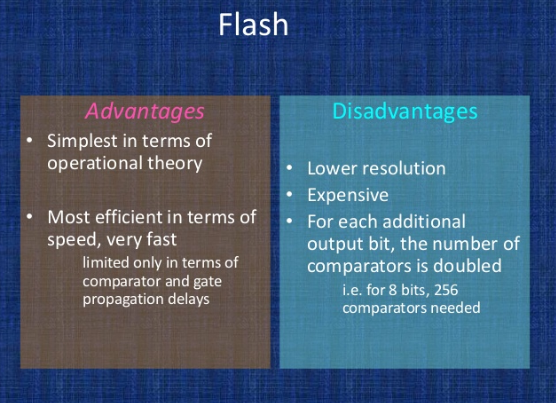 Flash
Advantages
• Simplest in terms of
operational theory
• Most efficient in terms of
speed, very fast
limited only in terms of
comparator and gate
propagation delays
Disadvantages
• Lower resolution
• Expensive
• For each additional
output bit, the number of
comparators is doubled
i.e. for 8 bits, 256
comparators needed